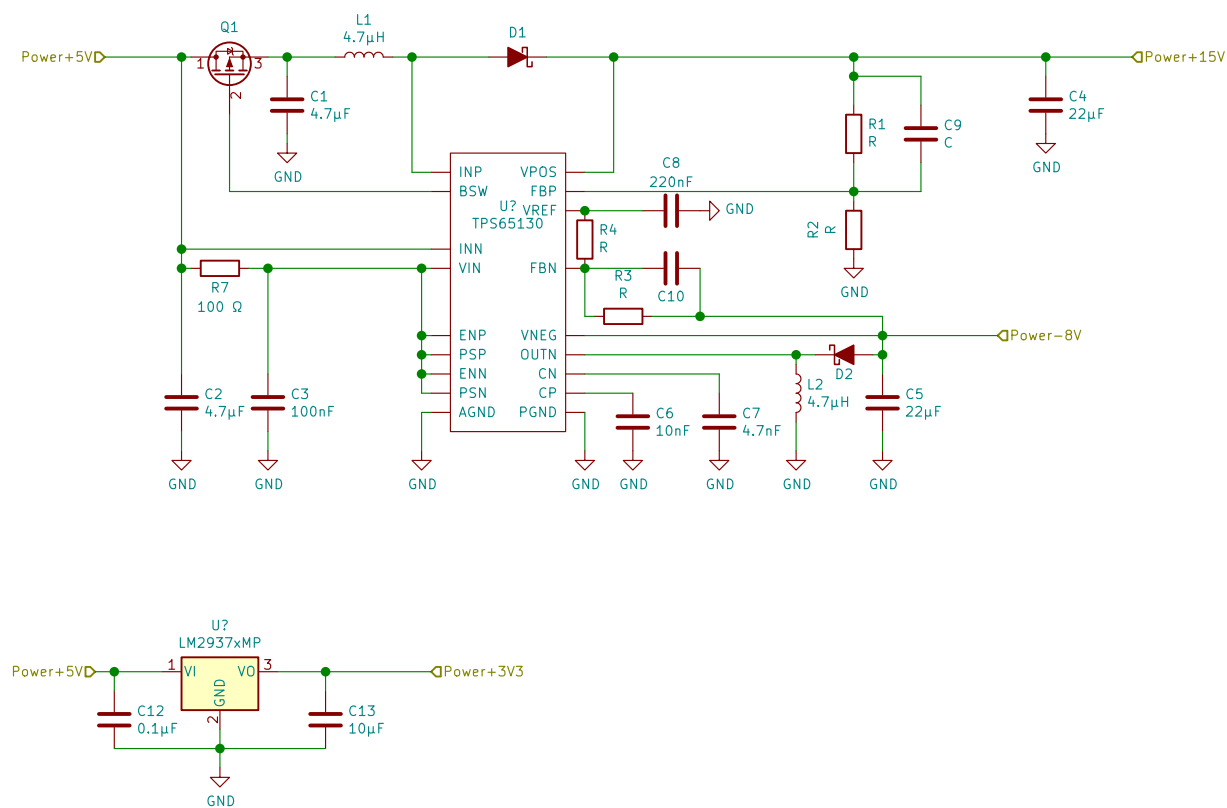 Q1
L1
4.7µH
D1
Power+5V
1
3
2
Power+15V
C1
4.7µF
GND
R1
R
C9
C
C4
22µF
GND
INP
BSW
INN
VIN
ENP
PSP
ENN
PSN
AGND
U?
TPS65130
VPOS
FBP
VREF
FBN
VNEG
OUTN
CN
CP
PGND
C8
220nF
GND
R4
R
R3
R
C10
R2
R
GND
R7
100 Ω
Power-8V
D2
L2
4.7µH
C2
4.7µF
C3
100nF
C6
10nF
C7
4.7nF
C5
22µF
GND
GND
GND
GND
GND
GND
GND
GND
U?
LM2937xMP
Power+5V
1
VI
VO
3
GND
2
Power+3V3
C12
0.1µF
C13
10µF
GND